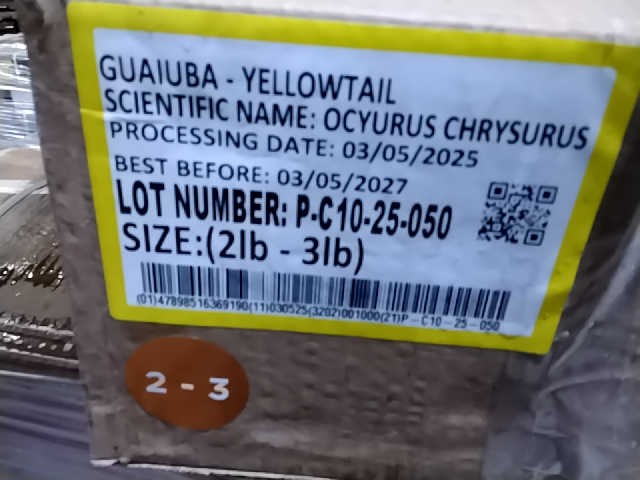 GUAIUBA - YELLOWTAIL
SCIENTIFIC NAME: OCYURUS CHRYSURUS
PROCESSING DATE: 03/05/2025
BEST BEFORE: 03/05/2027
LOT NUMBER: P-C10-25-050
SIZE:(2lb - 3lb)
(01)47898516369190(11)030525(3202)001000(21)P-C10-25-050
2 - 3